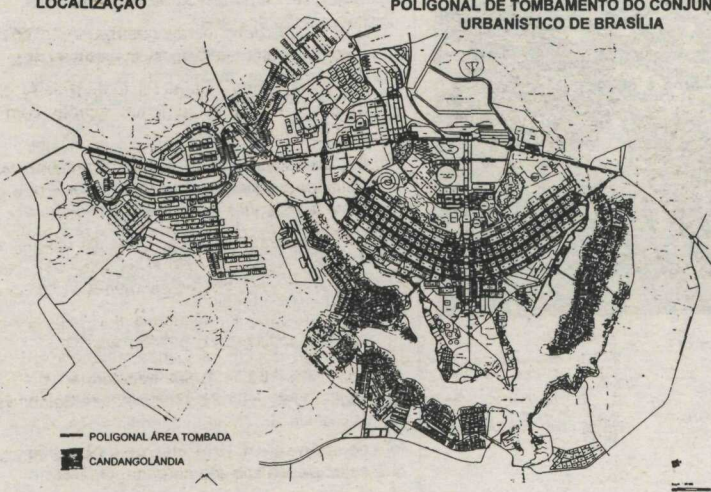 LOCALIZAÇÃO
POLIGONAL DE TOMBAMENTO DO CONJUN
URBANÍSTICO DE BRASÍLIA
POLIGONAL ÁREA TOMBADA
CANDANGOLÂNDIA